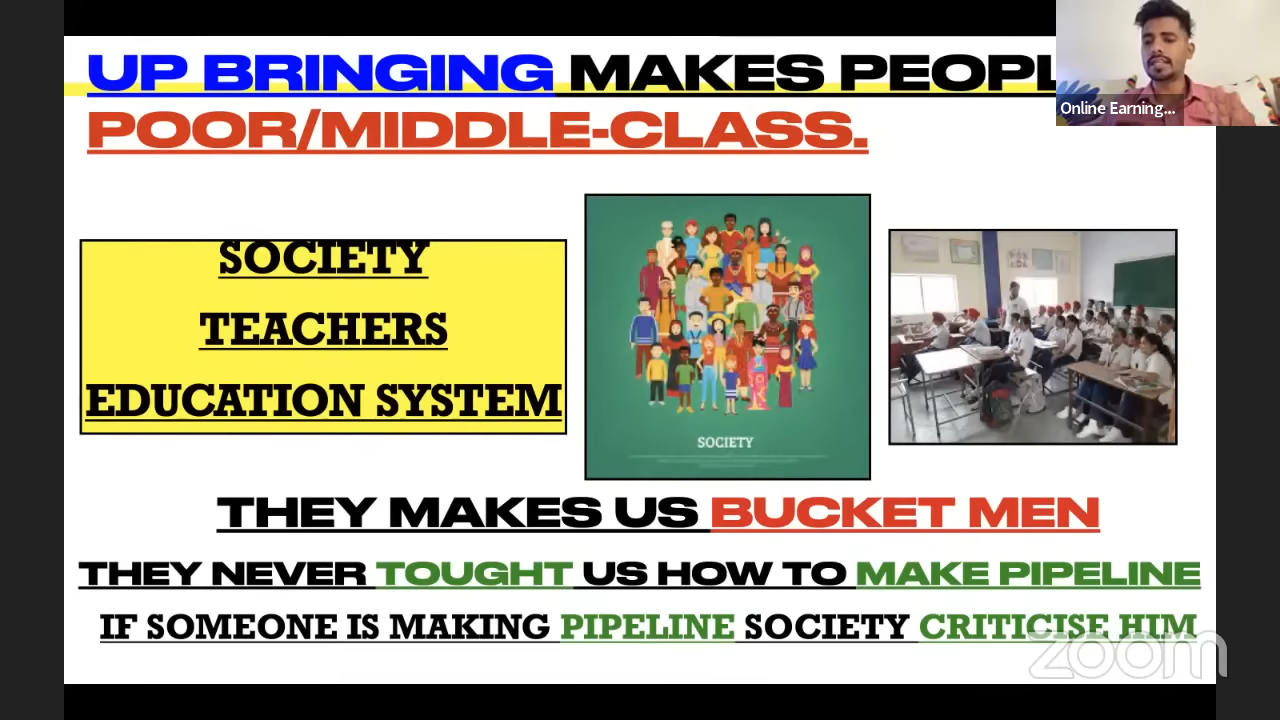 UP BRINGING MAKES PEOPL
POOR/MIDDLE-CLASS.
Online Earning...
SOCIETY
TEACHERS
EDUCATION SYSTEM
SOCIETY
THEY MAKES US BUCKET MEN
THEY NEVER TOUGHT US HOW TO MAKE PIPELINE
IF SOMEONE IS MAKING PIPELINE SOCIETY CRITICISE HIM
zoom